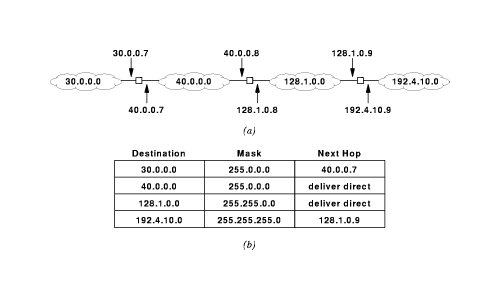 30.0.0.7 40.0.0.8 128.1.0.9
30.0.0.0 40.0.0.0 128.1.0.0 192.4.10.0
40.0.0.7 128.1.0.8 192.4.10.9
(a)
Destination Mask Next Hop
30.0.0.0 255.0.0.0 40.0.0.7
40.0.0.0 255.0.0.0 deliver direct
128.1.0.0 255.255.0.0 deliver direct
192.4.10.0 255.255.255.0 128.1.0.9
(b)